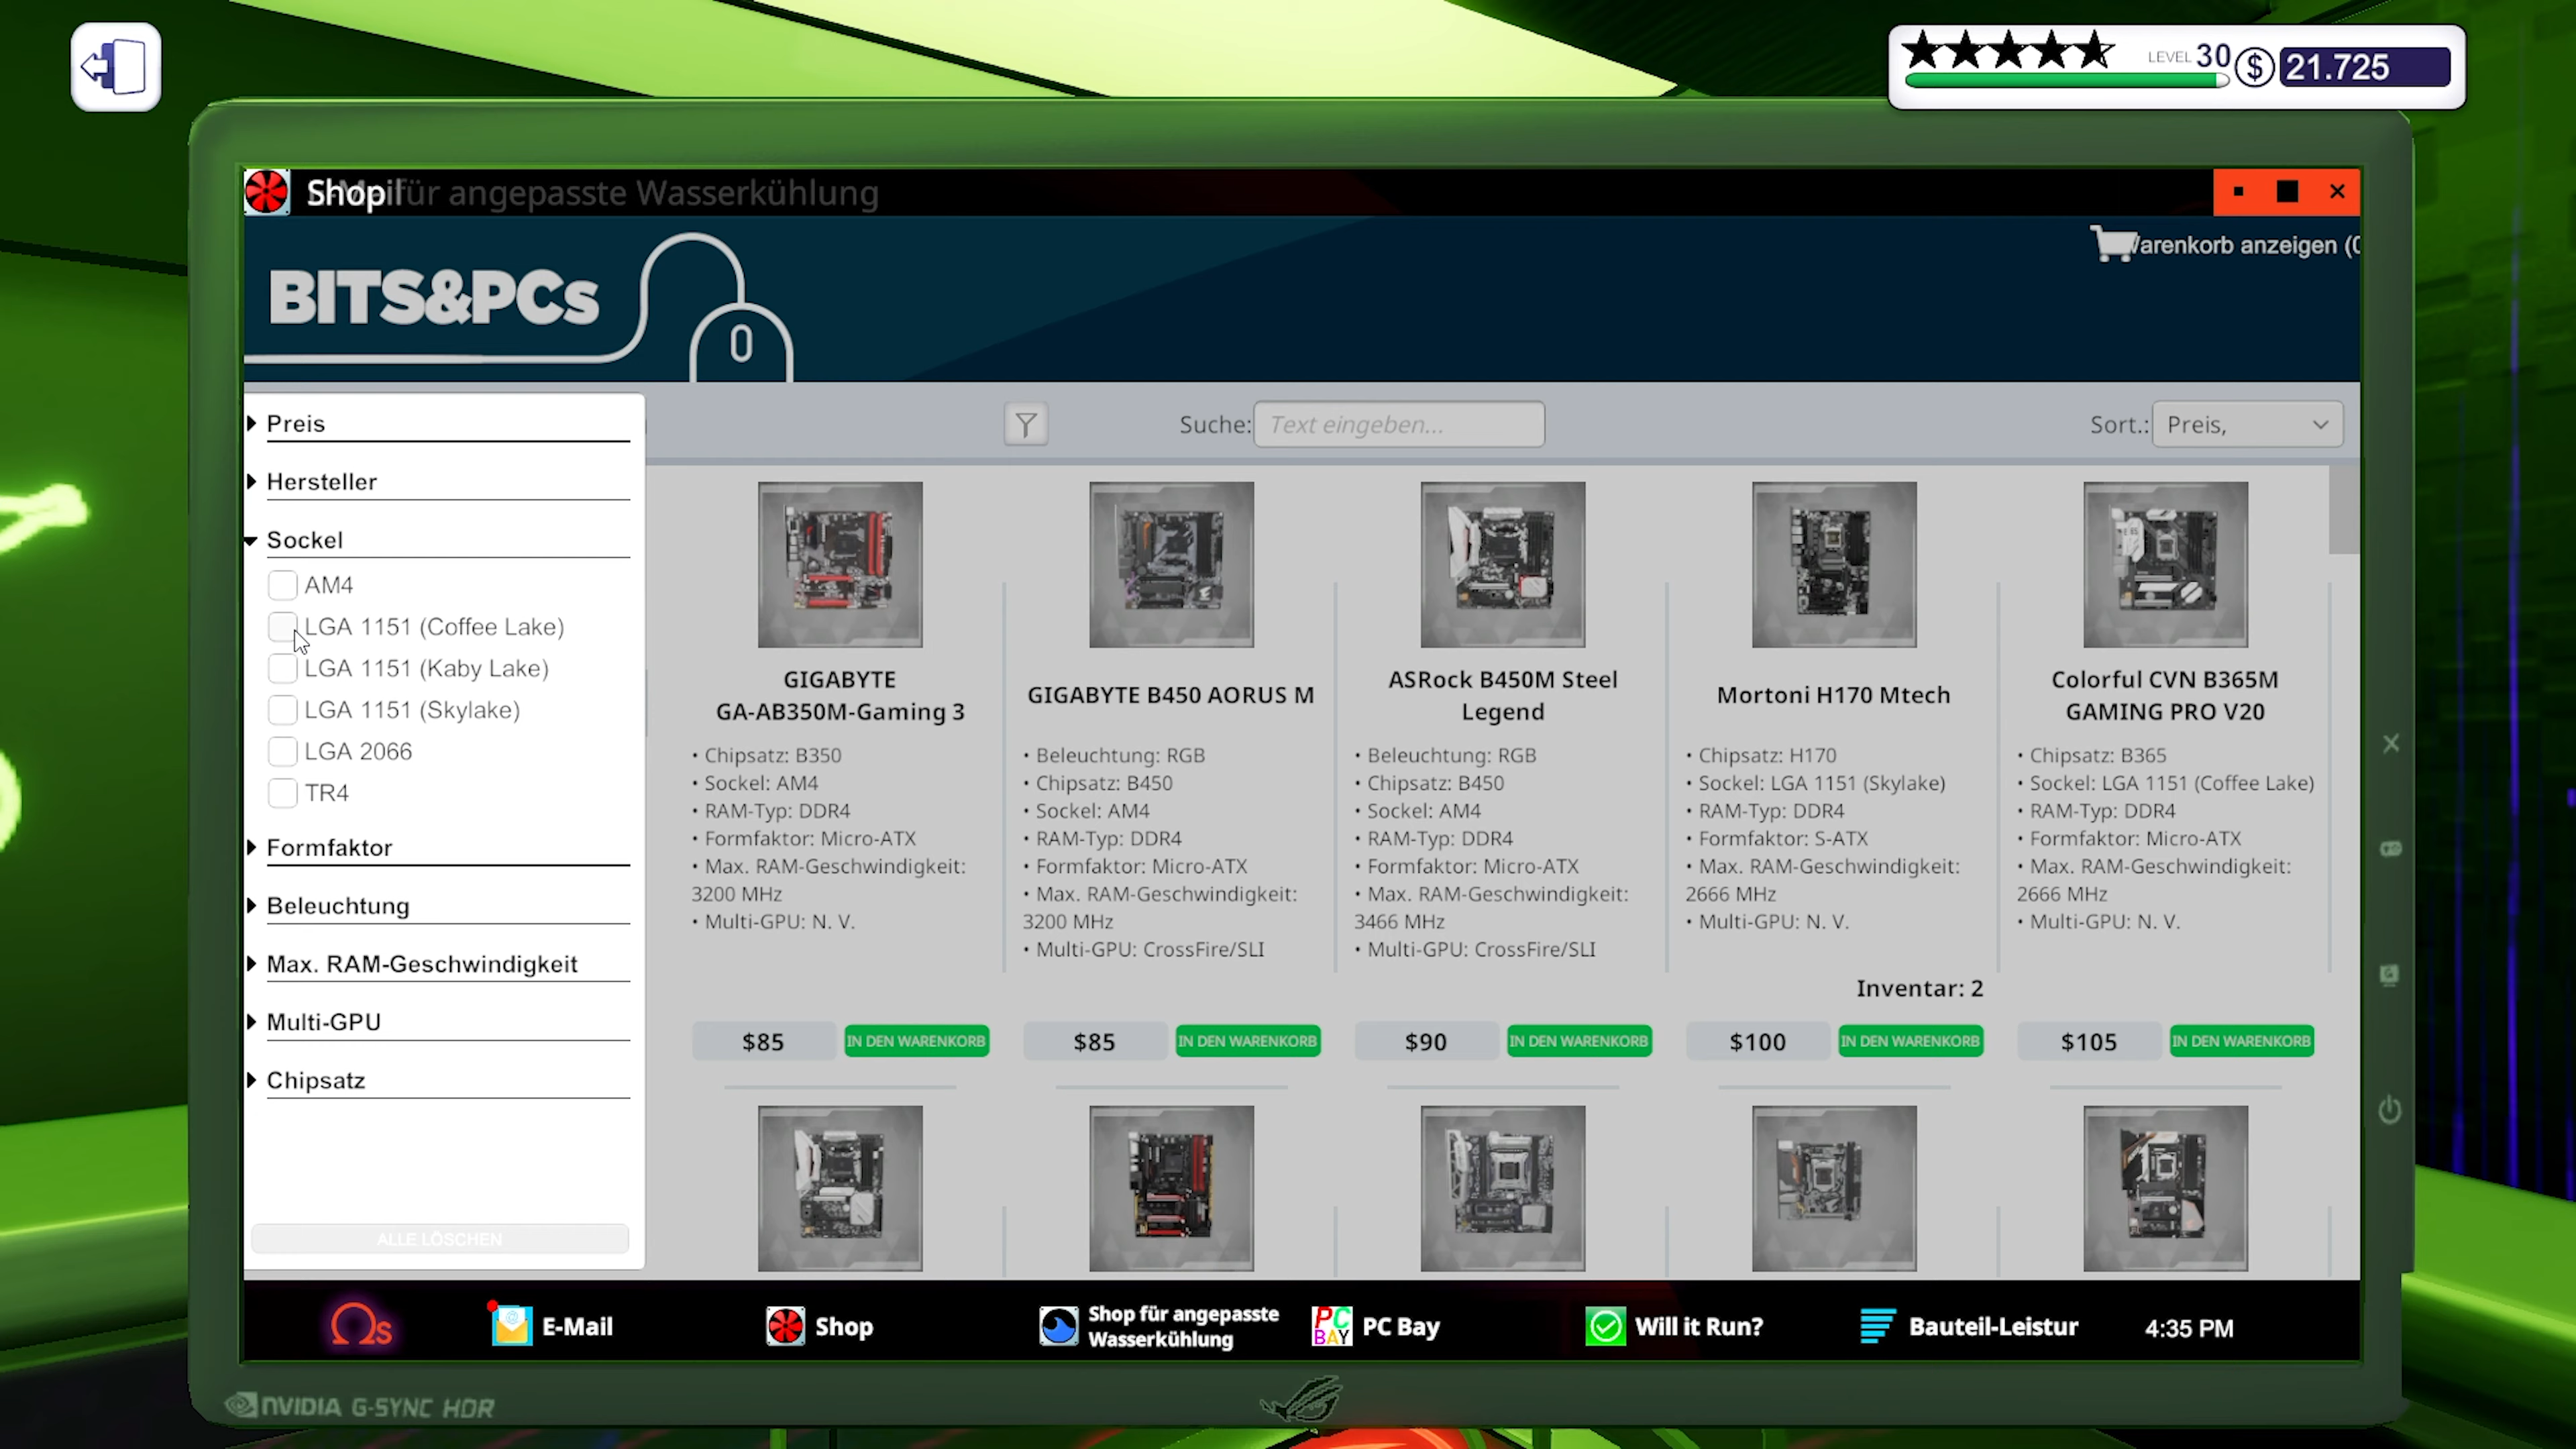 LEVEL 30 $ 21.725
Shop
für angepasste Wasserkühlung
BITS&PCs
arenkorb anzeigen (0
Preis
Hersteller
Sockel
AM4
LGA 1151 (Coffee Lake)
LGA 1151 (Kaby Lake)
LGA 1151 (Skylake)
LGA 2066
TR4
Formfaktor
Beleuchtung
Max. RAM-Geschwindigkeit
Multi-GPU
Chipsatz
ALLE LÖSCHEN
Suche: Text eingeben...
Sort.: Preis,
GIGABYTE
GA-AB350M-Gaming 3
• Chipsatz: B350
• Sockel: AM4
• RAM-Typ: DDR4
• Formfaktor: Micro-ATX
• Max. RAM-Geschwindigkeit:
3200 MHz
• Multi-GPU: N. V.
$85 IN DEN WARENKORB
GIGABYTE B450 AORUS M
• Beleuchtung: RGB
• Chipsatz: B450
• Sockel: AM4
• RAM-Typ: DDR4
• Formfaktor: Micro-ATX
• Max. RAM-Geschwindigkeit:
3200 MHz
• Multi-GPU: CrossFire/SLI
$85 IN DEN WARENKORB
ASRock B450M Steel
Legend
• Beleuchtung: RGB
• Chipsatz: B450
• Sockel: AM4
• RAM-Typ: DDR4
• Formfaktor: Micro-ATX
• Max. RAM-Geschwindigkeit:
3466 MHz
• Multi-GPU: CrossFire/SLI
$90 IN DEN WARENKORB
Mortoni H170 Mtech
• Chipsatz: H170
• Sockel: LGA 1151 (Skylake)
• RAM-Typ: DDR4
• Formfaktor: S-ATX
• Max. RAM-Geschwindigkeit:
2666 MHz
• Multi-GPU: N. V.
Inventar: 2
$100 IN DEN WARENKORB
Colorful CVN B365M
GAMING PRO V20
• Chipsatz: B365
• Sockel: LGA 1151 (Coffee Lake)
• RAM-Typ: DDR4
• Formfaktor: Micro-ATX
• Max. RAM-Geschwindigkeit:
2666 MHz
• Multi-GPU: N. V.
$105 IN DEN WARENKORB
Ωs
E-Mail
Shop
Shop für angepasste
Wasserkühlung
PC
BAY
PC Bay
Will it Run?
Bauteil-Leistur
4:35 PM
NVIDIA G-SYNC HDR